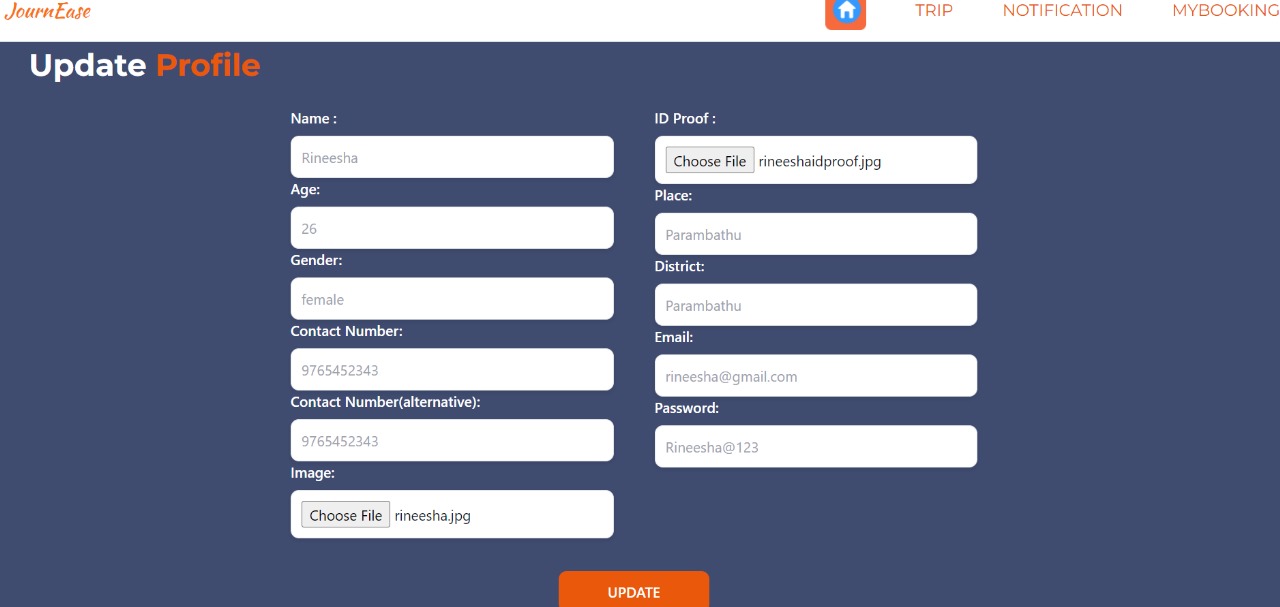 JournEase
TRIP
NOTIFICATION
MYBOOKING
Update Profile
Name :
Rineesha
Age:
26
Gender:
female
Contact Number:
9765452343
Contact Number(alternative):
9765452343
Image:
Choose File rineesha.jpg
ID Proof :
Choose File rineeshaidproof.jpg
Place:
Parambathu
District:
Parambathu
Email:
rineesha@gmail.com
Password:
Rineesha@123
UPDATE